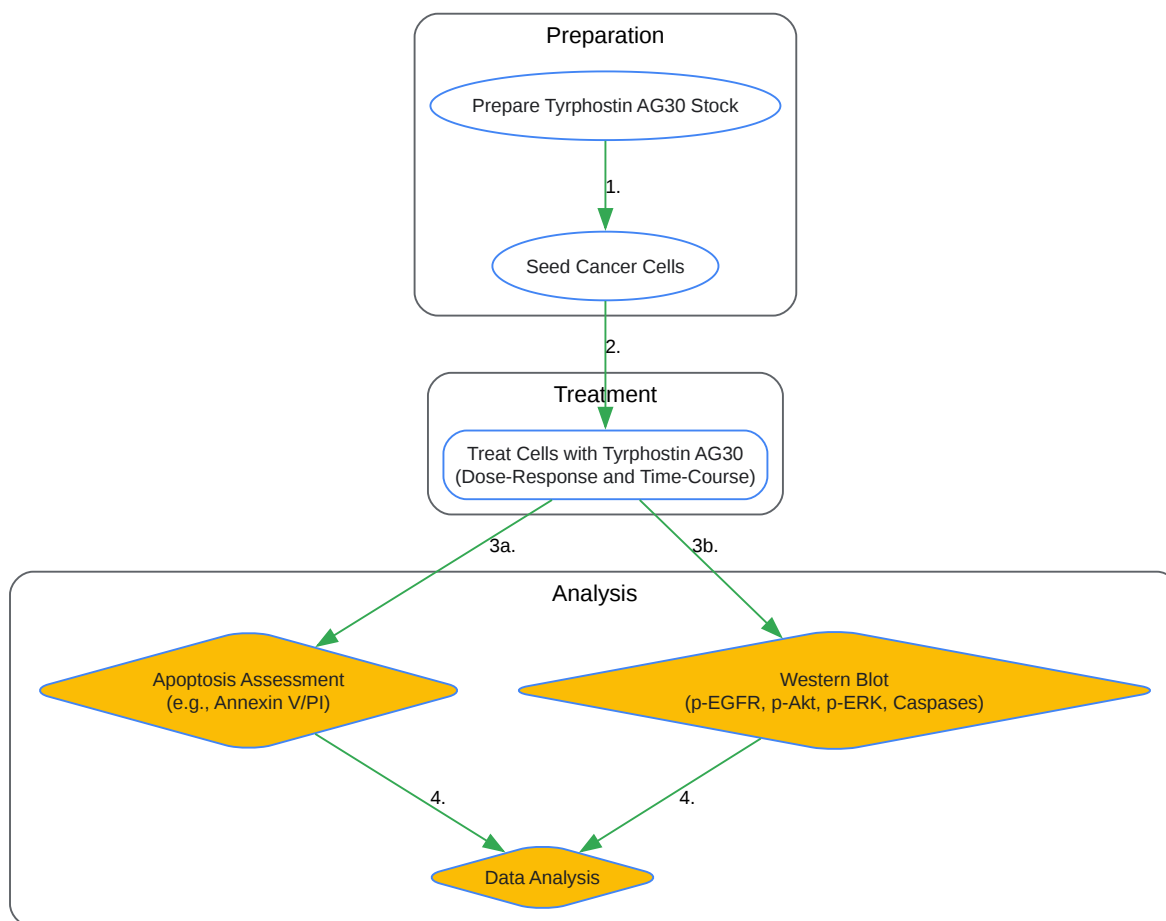 Preparation
Prepare Tyrphostin AG30 Stock
1.
Seed Cancer Cells
2.
Treatment
Treat Cells with Tyrphostin AG30
(Dose-Response and Time-Course)
3a.
3b.
Analysis
Apoptosis Assessment
(e.g., Annexin V/PI)
Western Blot
(p-EGFR, p-Akt, p-ERK, Caspases)
4.
4.
Data Analysis